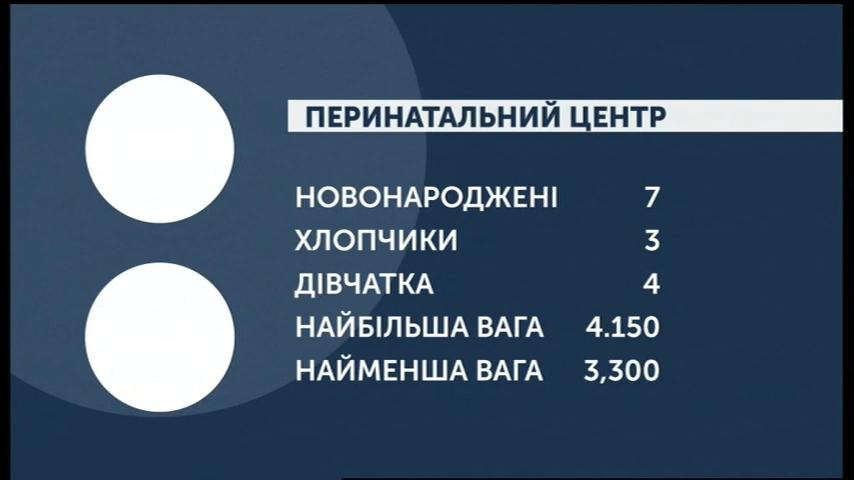 ПЕРИНАТАЛЬНИЙ ЦЕНТР
НОВОНАРОДЖЕНІ 7
ХЛОПЧИКИ 3
ДІВЧАТКА 4
НАЙБІЛЬША ВАГА 4.150
НАЙМЕНША ВАГА 3,300